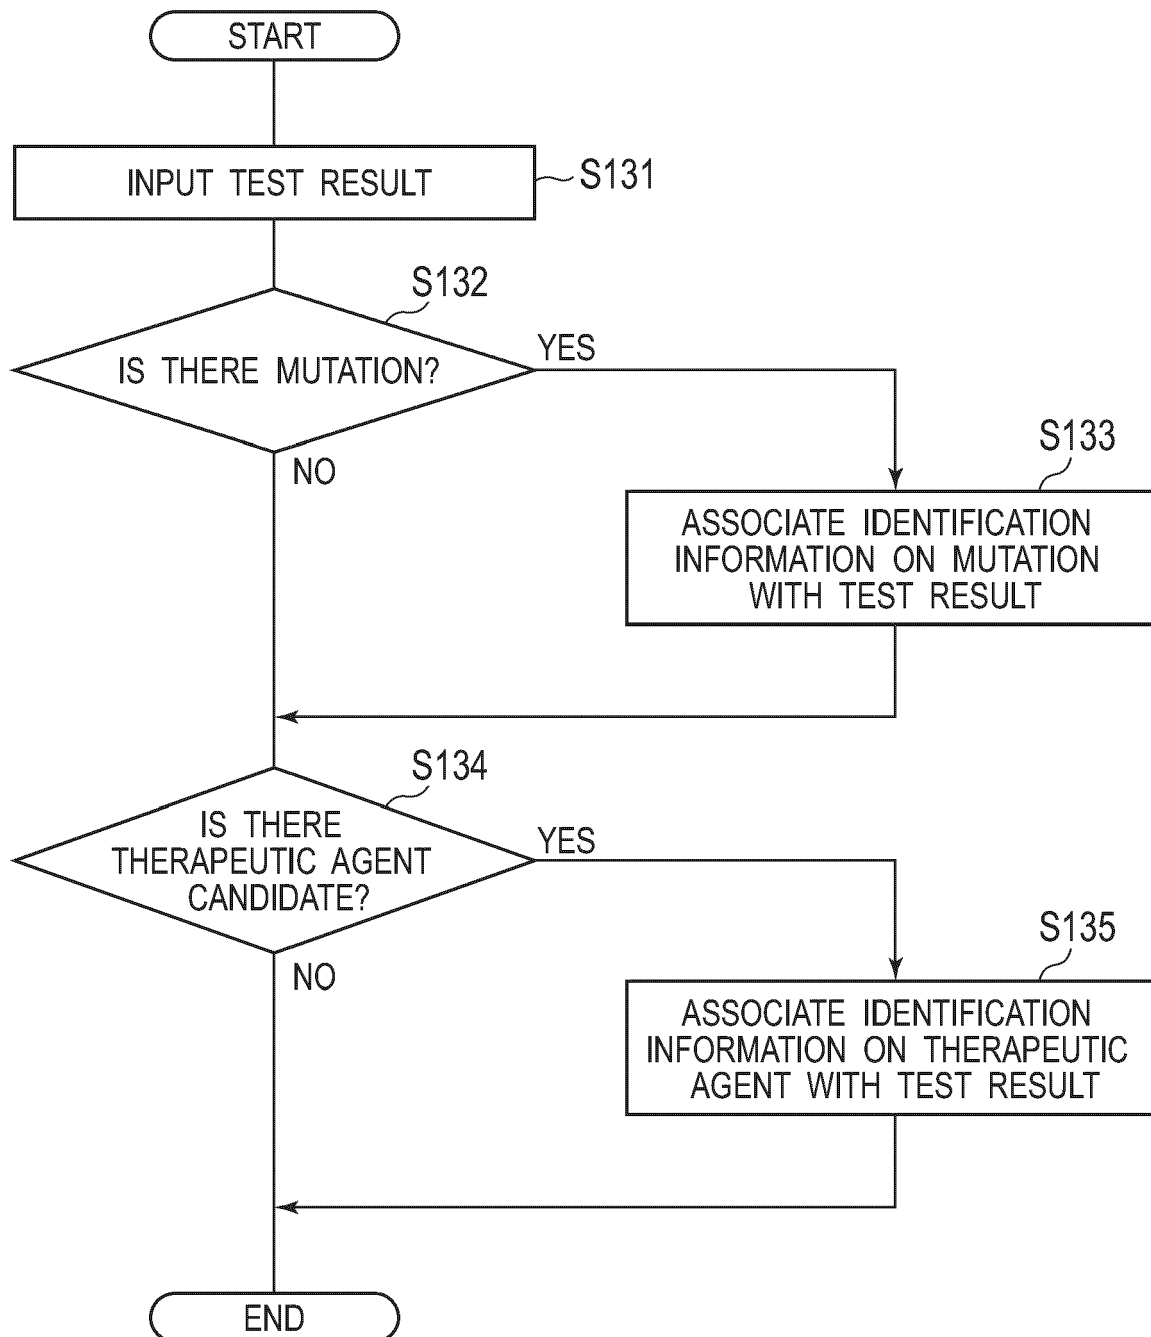 START
INPUT TEST RESULT
S131
S132
IS THERE MUTATION?
YES
NO
S133
ASSOCIATE IDENTIFICATION
INFORMATION ON MUTATION
WITH TEST RESULT
S134
IS THERE
THERAPEUTIC AGENT
CANDIDATE?
YES
NO
S135
ASSOCIATE IDENTIFICATION
INFORMATION ON THERAPEUTIC
AGENT WITH TEST RESULT
END